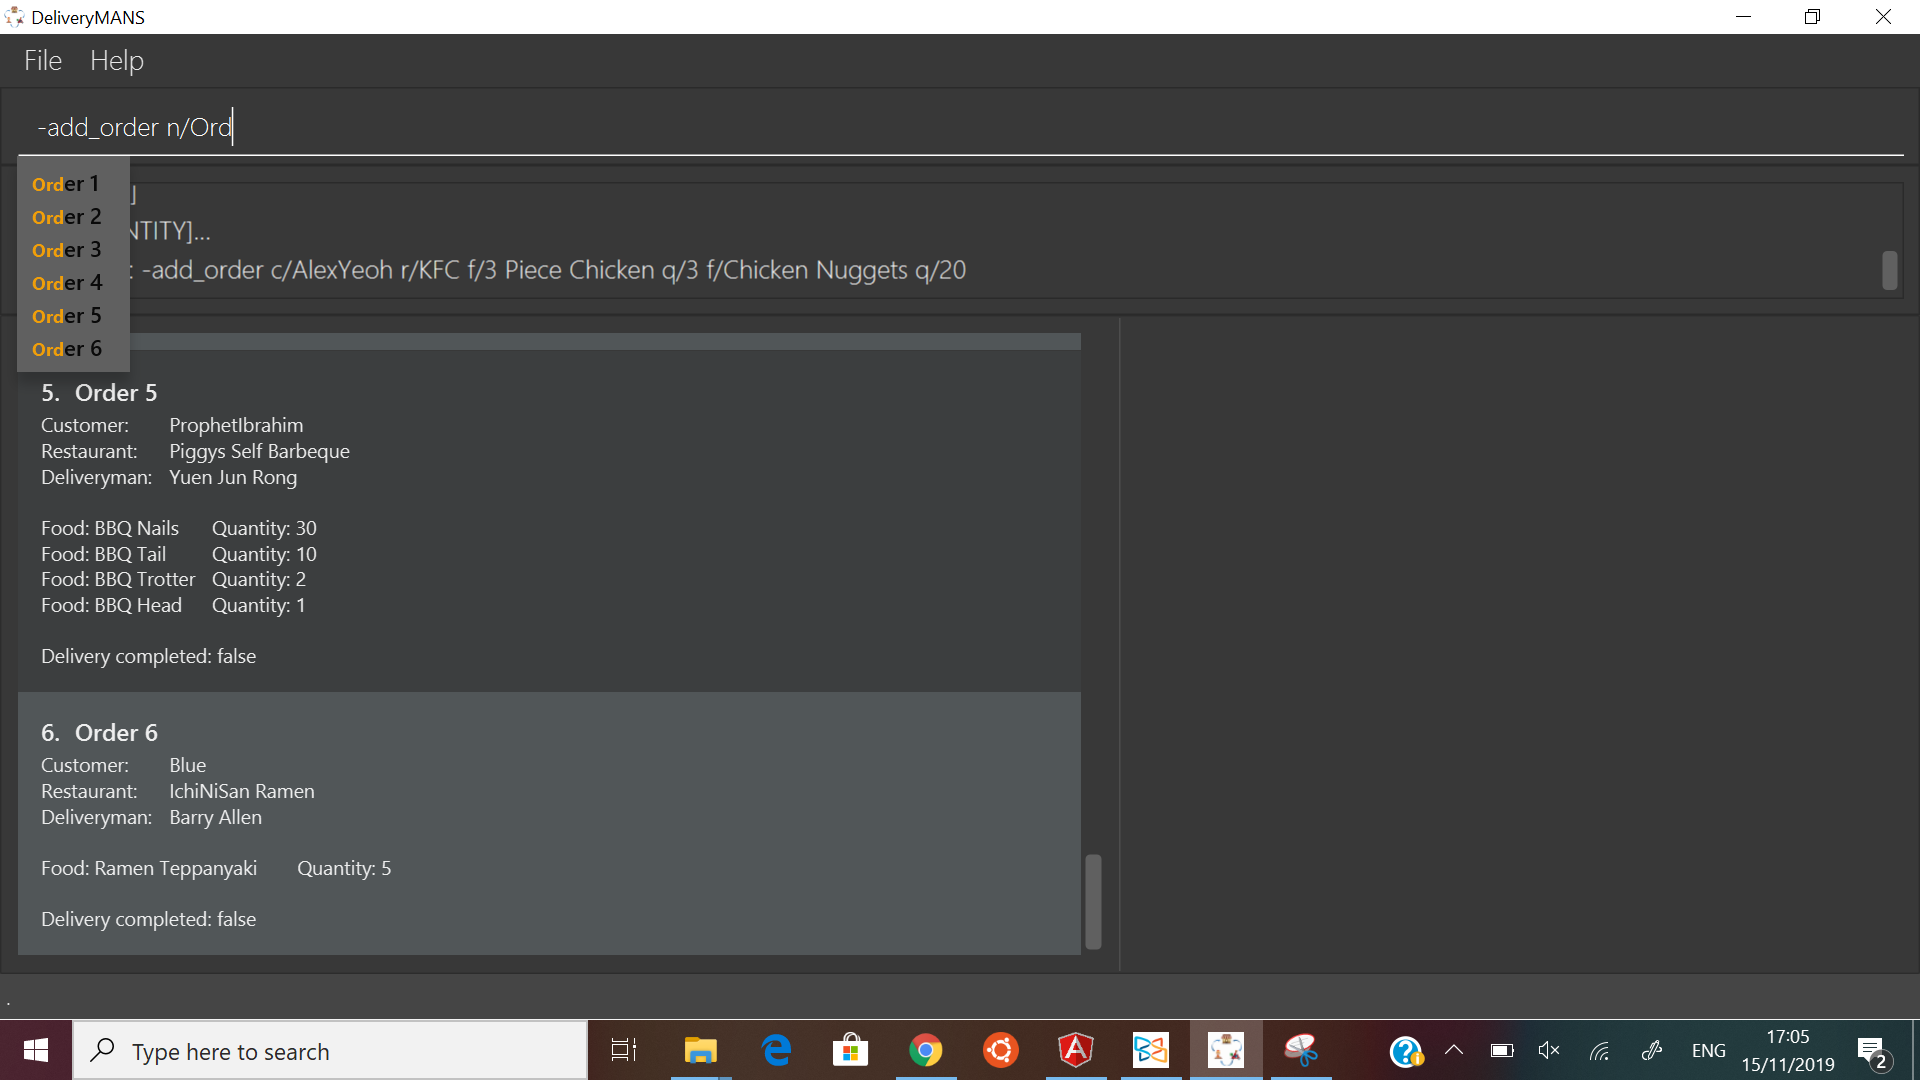 DeliveryMANS
File Help
-add_order n/Ord
Order 1
Order 2
Order 3
Order 4
Order 5
Order 6
]
NTITY]...
: -add_order c/AlexYeoh r/KFC f/3 Piece Chicken q/3 f/Chicken Nuggets q/20
5. Order 5
Customer: ProphetIbrahim
Restaurant: Piggys Self Barbeque
Deliveryman: Yuen Jun Rong
Food: BBQ Nails Quantity: 30
Food: BBQ Tail Quantity: 10
Food: BBQ Trotter Quantity: 2
Food: BBQ Head Quantity: 1
Delivery completed: false
6. Order 6
Customer: Blue
Restaurant: IchiNiSan Ramen
Deliveryman: Barry Allen
Food: Ramen Teppanyaki Quantity: 5
Delivery completed: false
.
Type here to search
ENG
17:05
15/11/2019
2